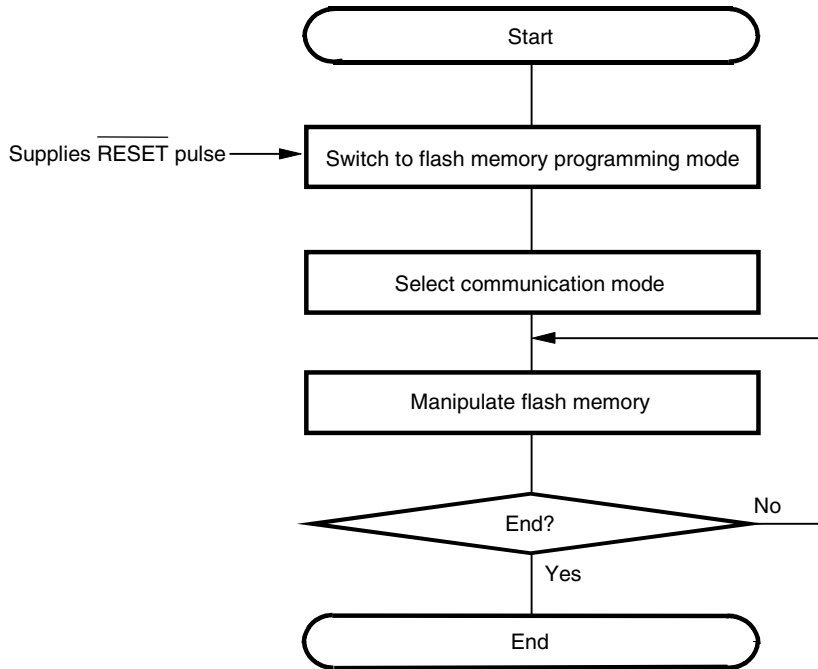 Start
Supplies RESET pulse
Switch to flash memory programming mode
Select communication mode
Manipulate flash memory
End?
No
Yes
End